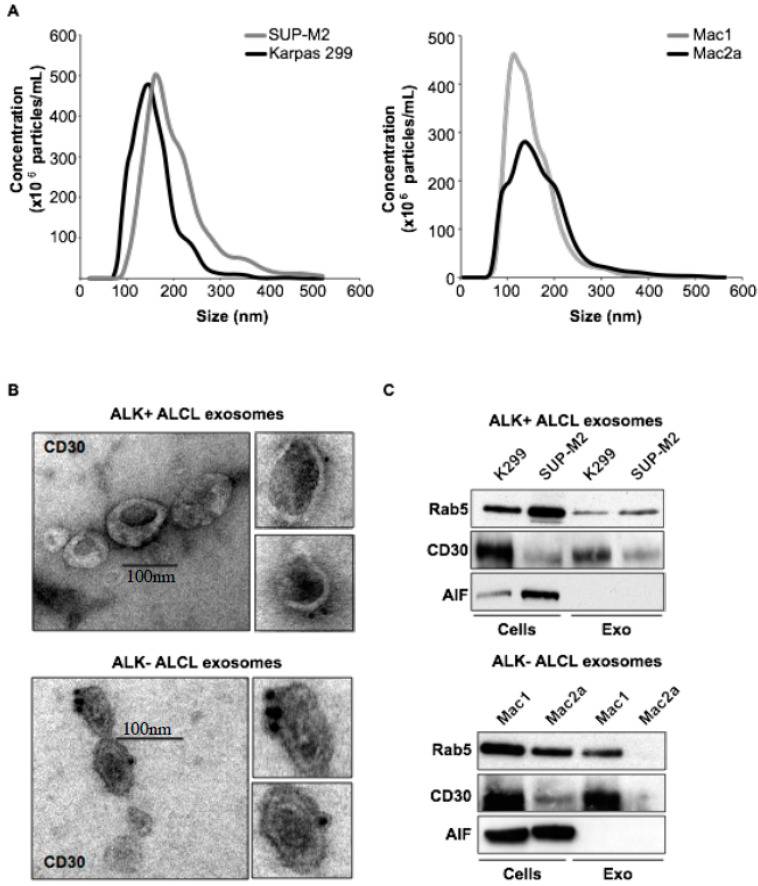 A
SUP-M2
Karpas 299
Concentration
(x10 6 particles/mL)
600
500
400
300
200
100
0 100 200 300 400 500 600
Size (nm)
Mac1
Mac2a
Concentration
(x10 6 particles/mL)
500
400
300
200
100
0
0 100 200 300 400 500 600
Size (nm)
B
ALK+ ALCL exosomes
CD30
100nm
ALK- ALCL exosomes
100nm
CD30
C
ALK+ ALCL exosomes
K299 SUP-M2 K299 SUP-M2
Rab5
CD30
AIF
Cells Exo
ALK- ALCL exosomes
Mac1 Mac2a Mac1 Mac2a
Rab5
CD30
AIF
Cells Exo